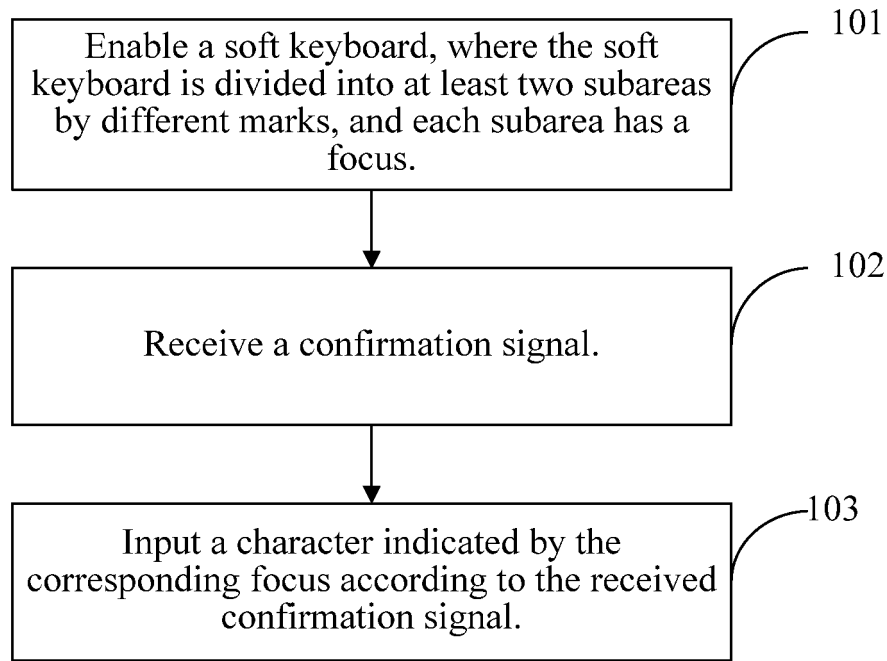 101
Enable a soft keyboard, where the soft
keyboard is divided into at least two subareas
by different marks, and each subarea has a
focus.
102
Receive a confirmation signal.
103
Input a character indicated by the
corresponding focus according to the received
confirmation signal.